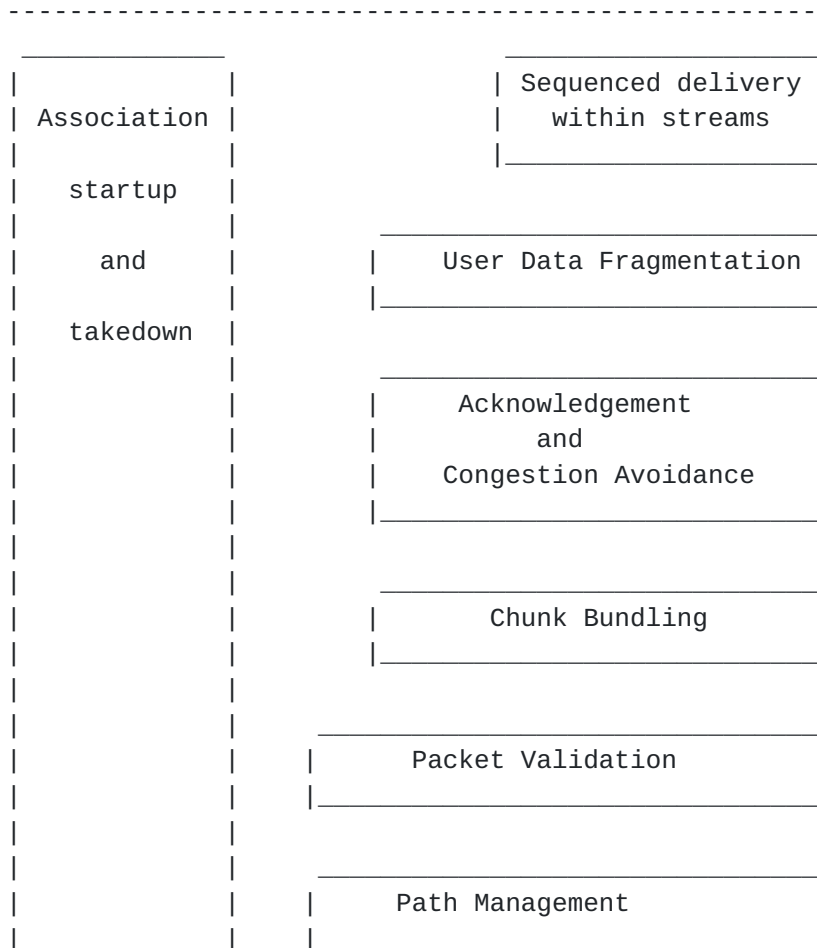 Sequenced delivery
Association
within streams
startup
and
User Data Fragmentation
takedown
Acknowledgement
and
Congestion Avoidance
Chunk Bundling
Packet Validation
Path Management